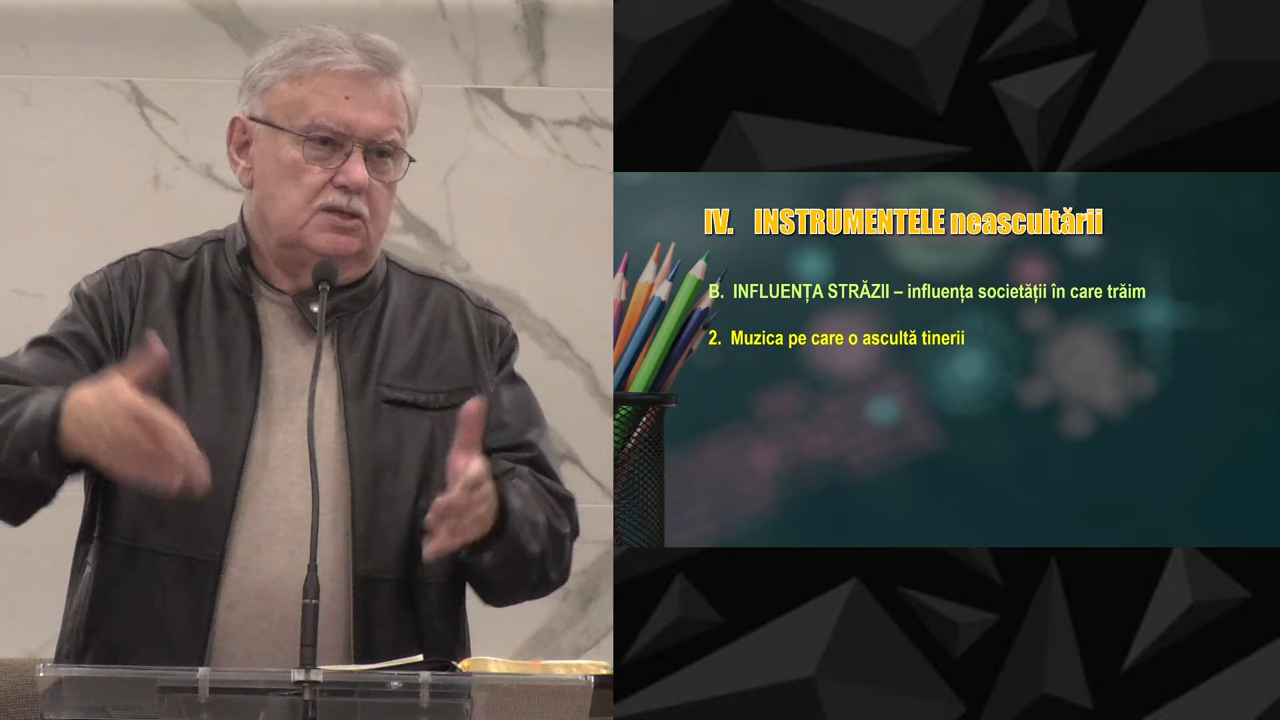 IV. INSTRUMENTELE neascultării
B. INFLUENȚA STRĂZII – influența societății în care trăim
2. Muzica pe care o ascultă tinerii